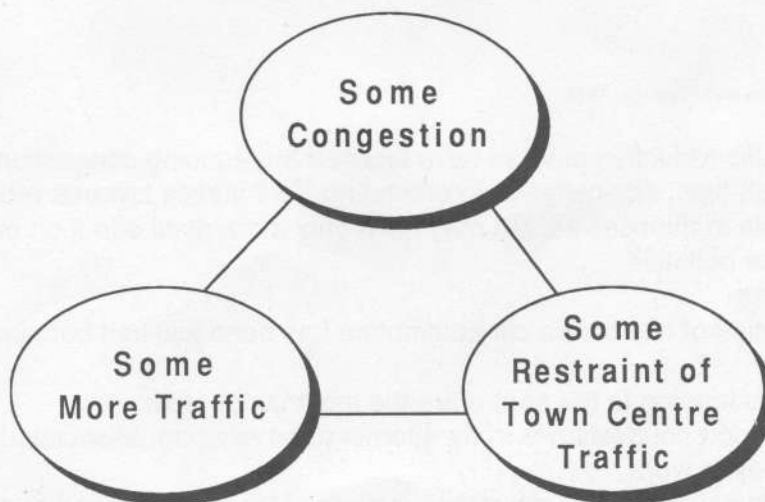 Some
Congestion
Some
More Traffic
Some
Restraint of
Town Centre
Traffic